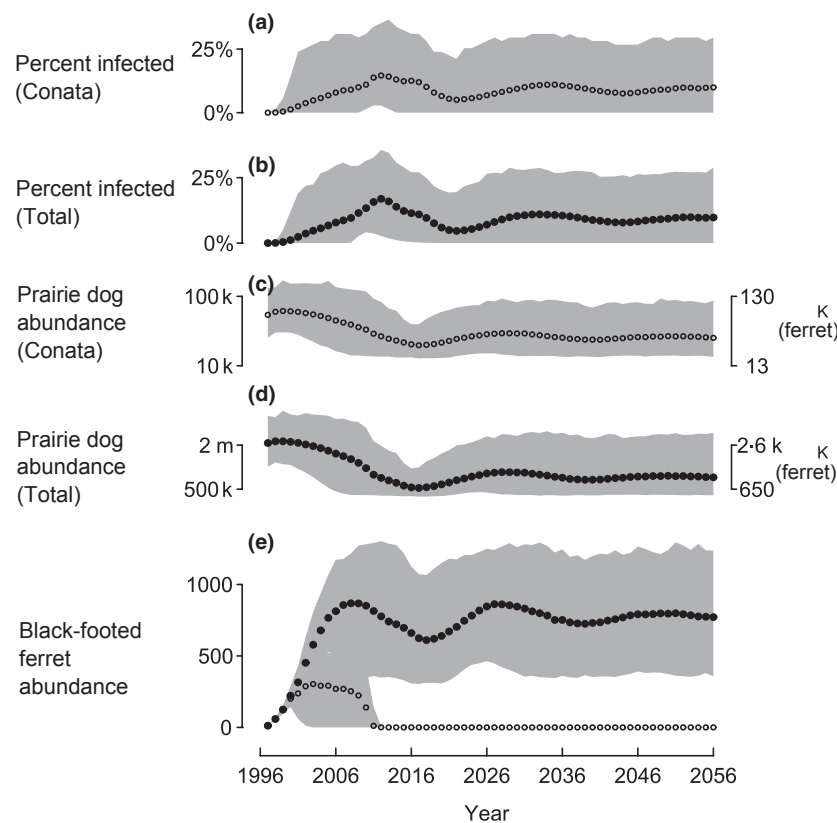 (a)
Percent infected
(Conata)
25%
0%
(b)
Percent infected
(Total)
25%
0%
(c)
Prairie dog
abundance
(Conata)
100 k
10 k
130
13
K
(ferret)
(d)
Prairie dog
abundance
(Total)
2 m
500 k
2·6 k
650
K
(ferret)
(e)
Black-footed
ferret
abundance
1000
500
0
1996 2006 2016 2026 2036 2046 2056
Year